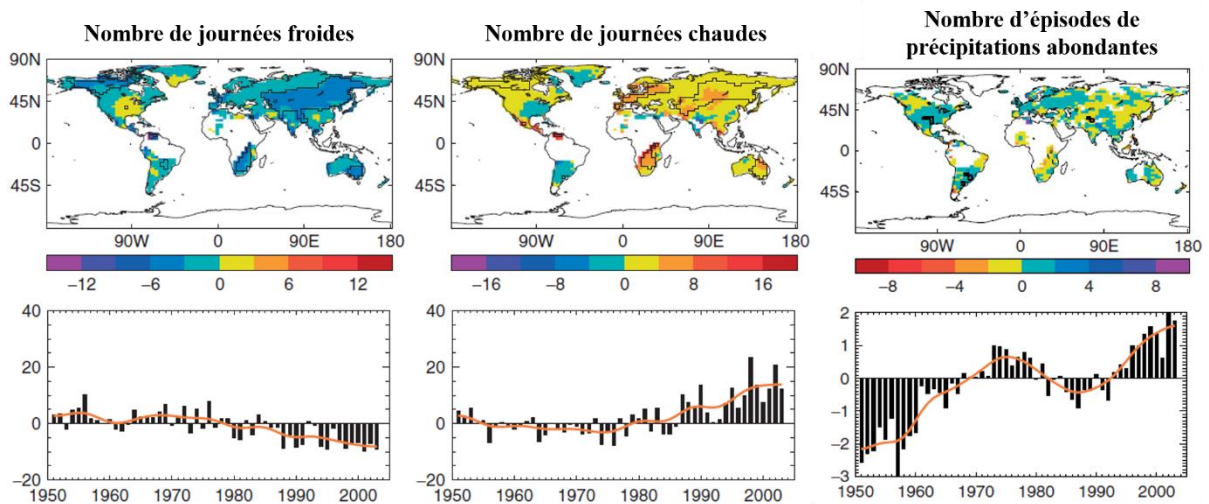 Nombre de journées froides
90N
45N
0
45S
90W 0 90E 180
−12 −6 0 6 12
40
20
0
−20
1950 1960 1970 1980 1990 2000
Nombre de journées chaudes
90N
45N
0
45S
90W 0 90E 180
−16 −8 0 8 16
40
20
0
−20
1950 1960 1970 1980 1990 2000
Nombre d’épisodes de
précipitations abondantes
90N
45N
0
45S
90W 0 90E 180
−8 −4 0 4 8
2
1
0
−1
−2
−3
1950 1960 1970 1980 1990 2000